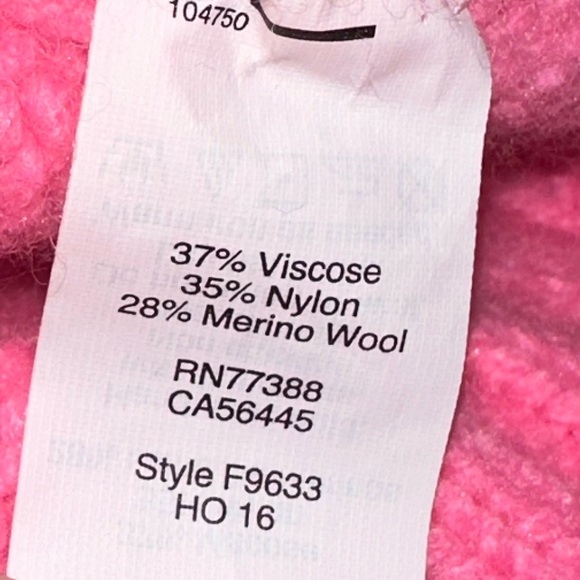 104750
37% Viscose
35% Nylon
28% Merino Wool
RN77388
CA56445
Style F9633
HO 16